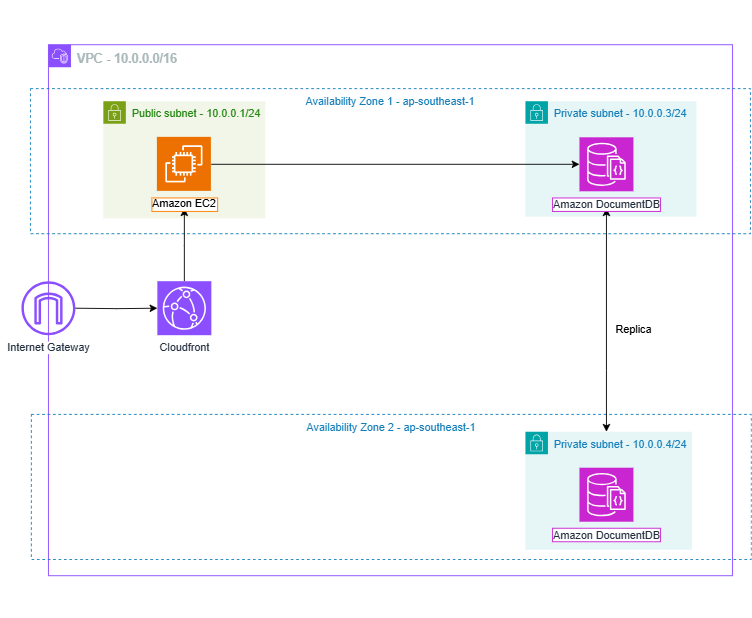 VPC - 10.0.0.0/16
Availability Zone 1 - ap-southeast-1
Public subnet - 10.0.0.1/24
Private subnet - 10.0.0.3/24
Amazon EC2
Amazon DocumentDB
Internet Gateway
Cloudfront
Replica
Availability Zone 2 - ap-southeast-1
Private subnet - 10.0.0.4/24
Amazon DocumentDB